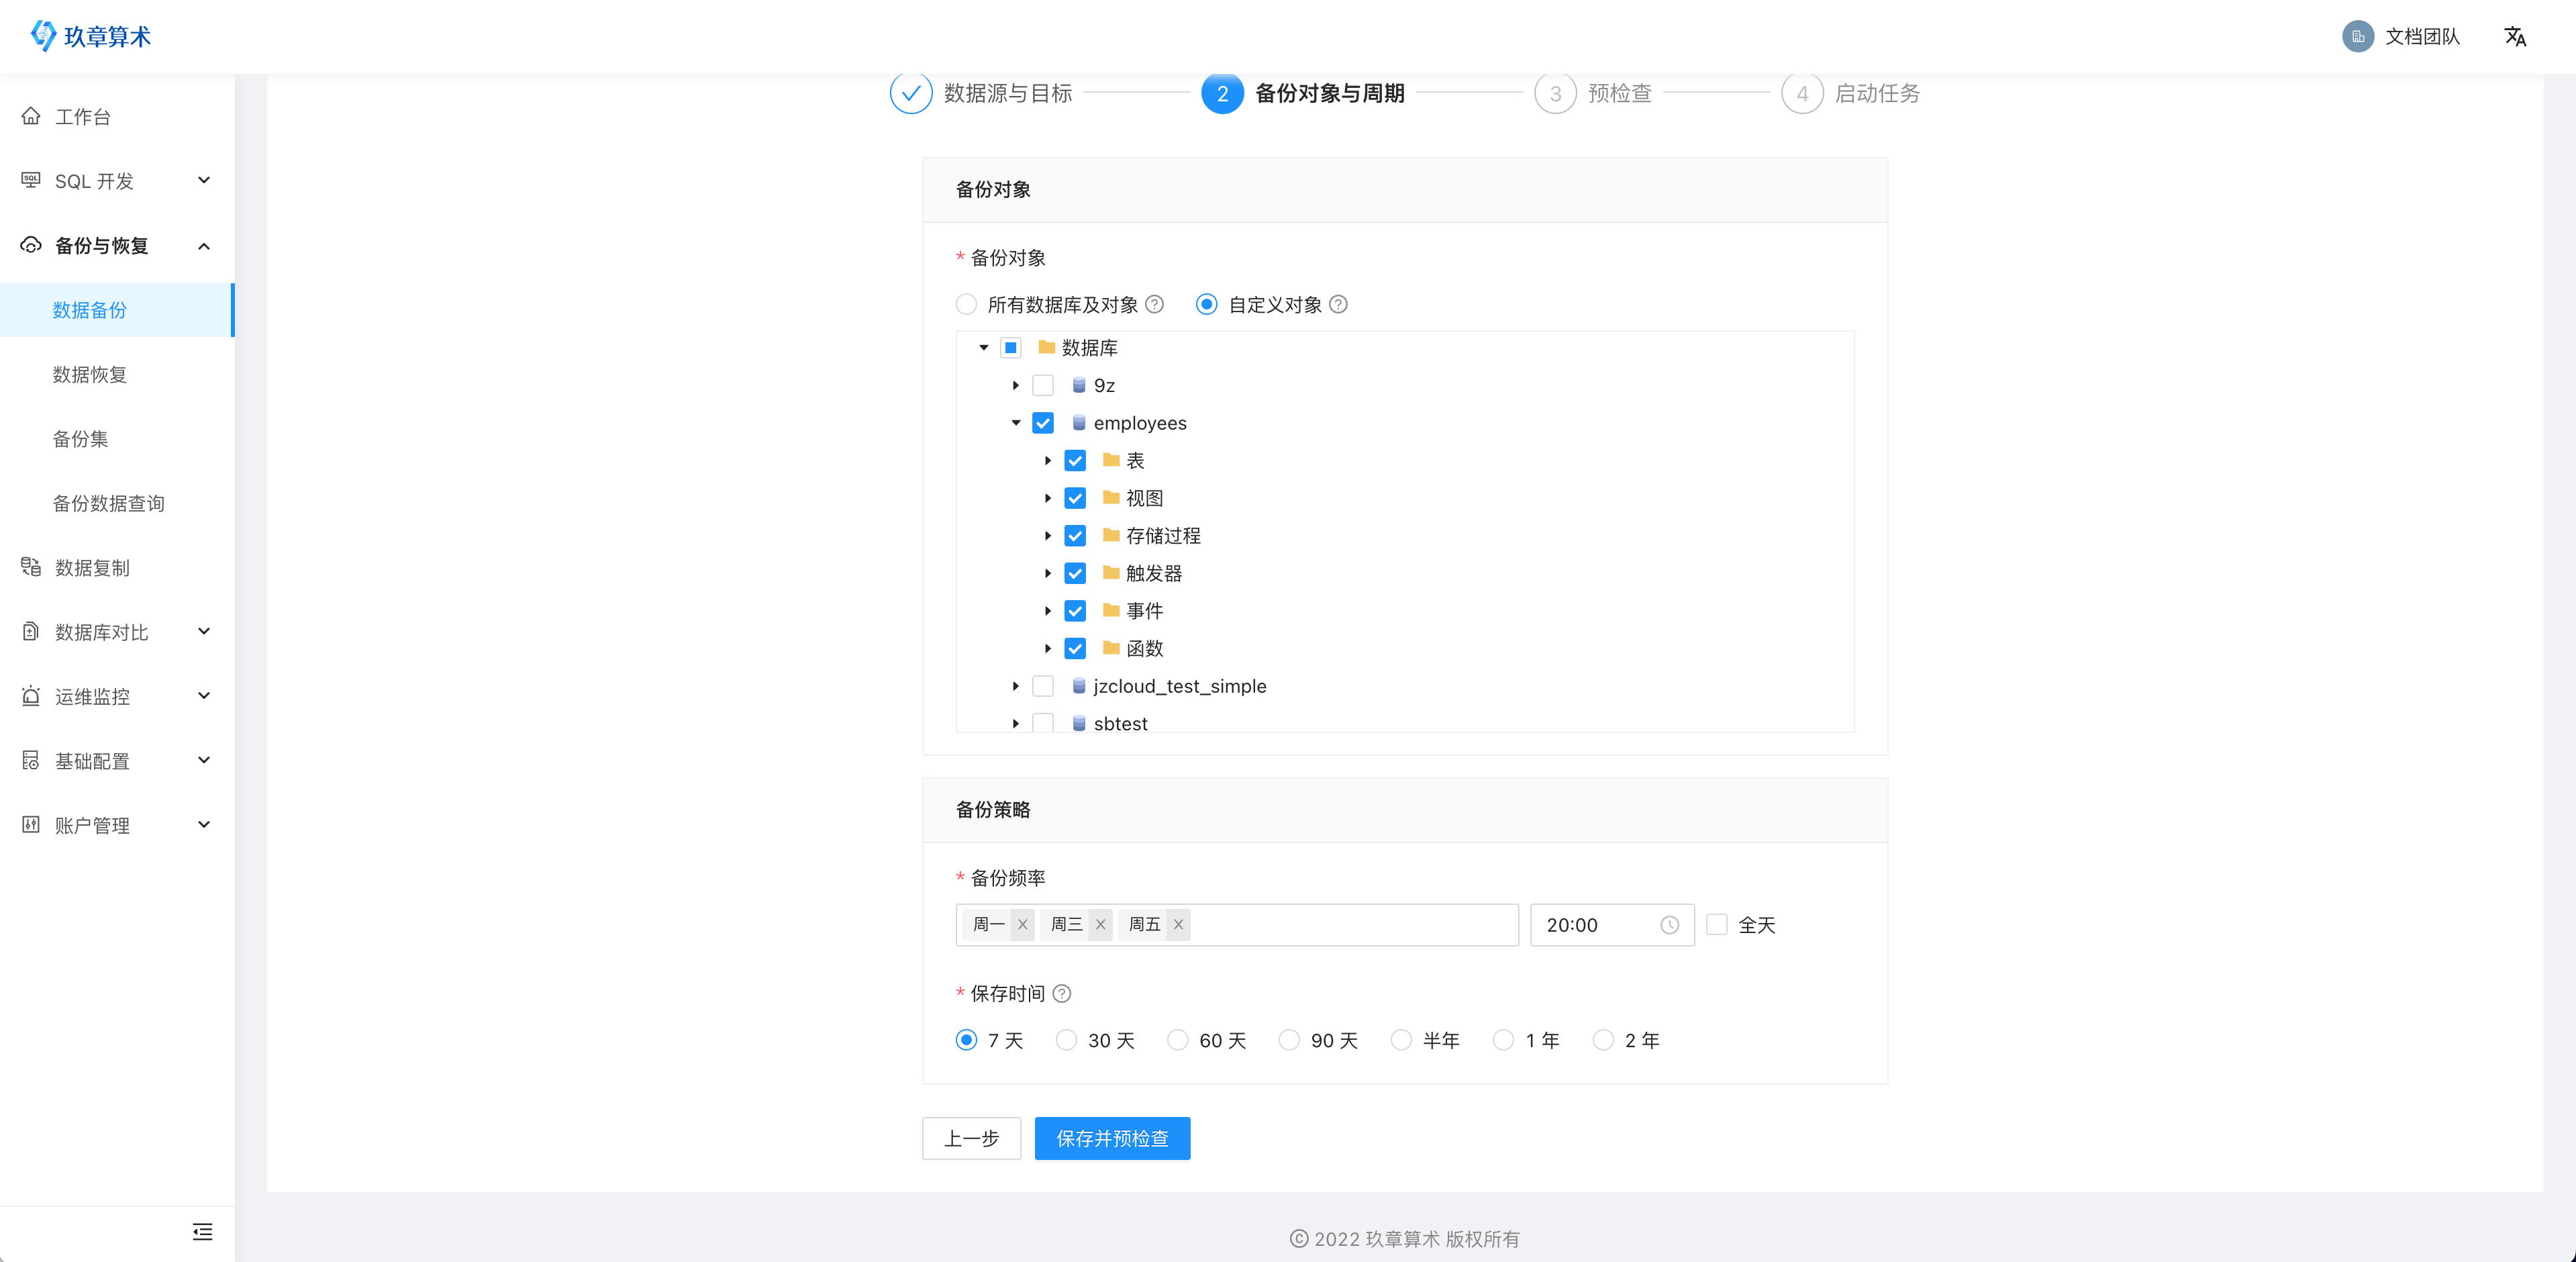 玖章算术
文档团队
数据源与目标
2 备份对象与周期
3 预检查
4 启动任务
工作台
SQL 开发
备份与恢复
数据备份
数据恢复
备份集
备份数据查询
数据复制
数据库对比
运维监控
基础配置
账户管理
备份对象
* 备份对象
所有数据库及对象 ? 自定义对象 ?
数据库
9z
employees
表
视图
存储过程
触发器
事件
函数
jzcloud_test_simple
sbtest
备份策略
* 备份频率
周一 周三 周五 20:00 全天
* 保存时间 ?
7 天 30 天 60 天 90 天 半年 1 年 2 年
上一步 保存并预检查
© 2022 玖章算术 版权所有